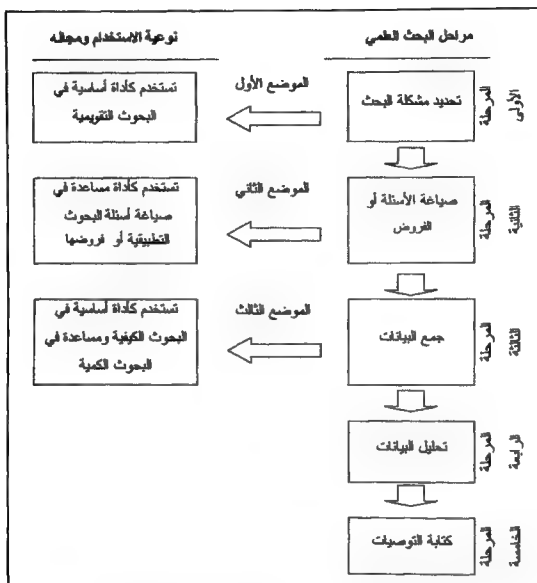 مراحل البحث العلمي
نوعية الاستخدام ومجاله
المرحلة
الأولى
تحديد مشكلة البحث
الموضع الأول
تستخدم كأداة أساسية في
البحوث التقويمية
المرحلة
الثانية
صياغة الأسئلة أو
الفروض
الموضع الثاني
تستخدم كأداة مساعدة في
صياغة أسئلة البحوث
التطبيقية أو فروضها
المرحلة
الثالثة
جمع البيانات
الموضع الثالث
تستخدم كأداة أساسية في
البحوث الكيفية ومساعدة في
البحوث الكمية
المرحلة
الرابعة
تحليل البيانات
المرحلة
الخامسة
كتابة التوصيات